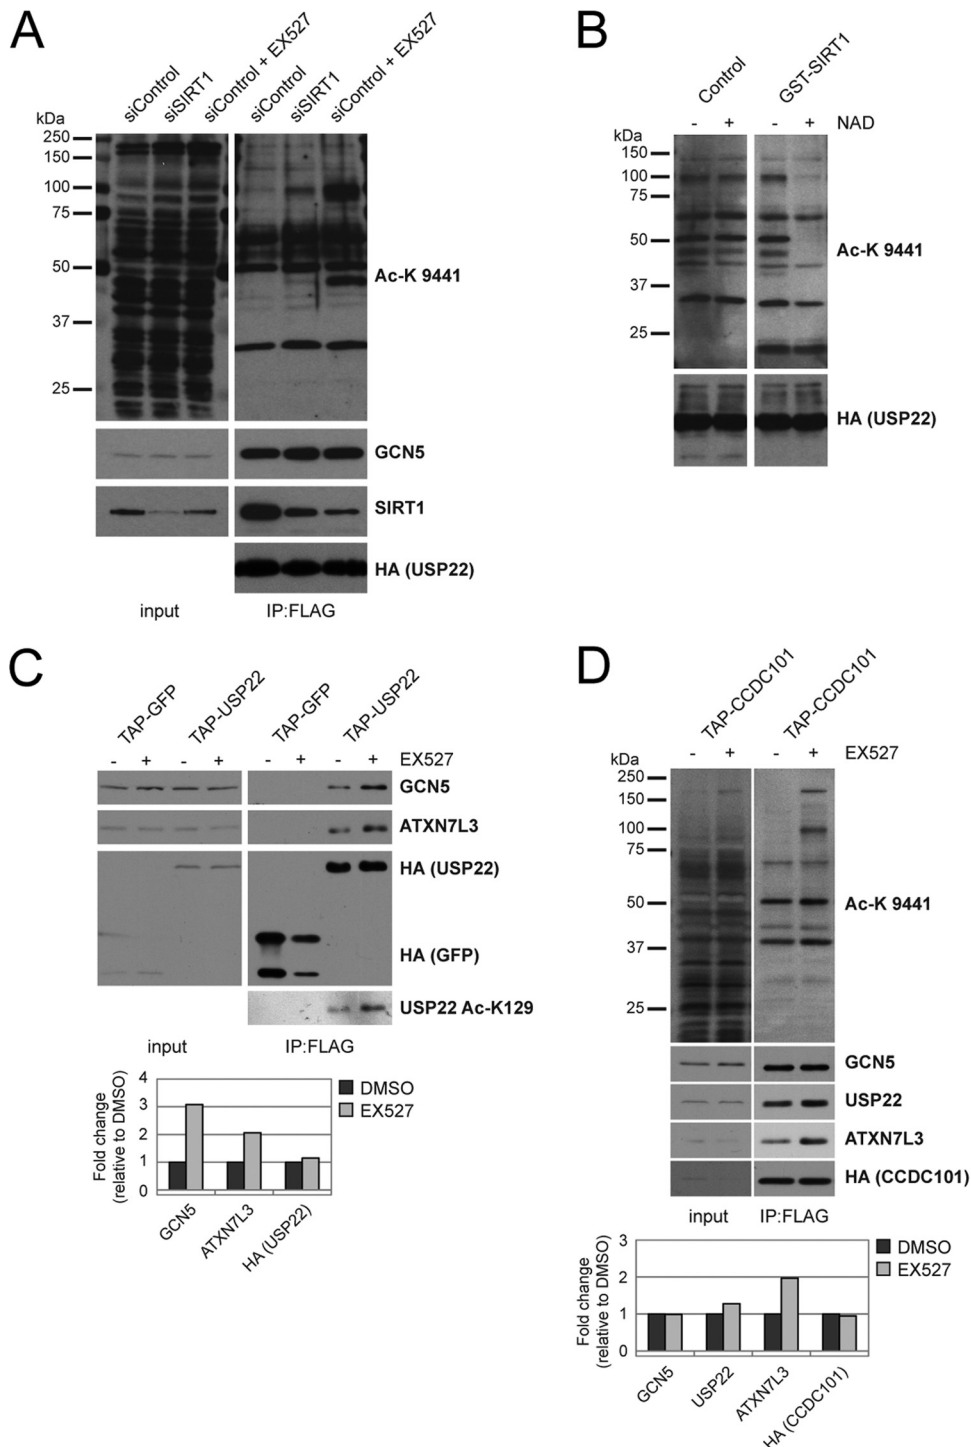 A
siControl
siSIRT1
siControl + EX527
siControl
siSIRT1
siControl + EX527
kDa
250
150
100
75
50
37
25
Ac-K 9441
GCN5
SIRT1
HA (USP22)
input IP:FLAG
B
Control GST-SIRT1
- + - + NAD
kDa
150
100
75
50
37
25
Ac-K 9441
HA (USP22)
C
TAP-GFP TAP-USP22 TAP-GFP TAP-USP22
- + - + - + - + EX527
GCN5
ATXN7L3
HA (USP22)
HA (GFP)
USP22 Ac-K129
input IP:FLAG
Fold change
(relative to DMSO)
4
3
2
1
0
DMSO
EX527
GCN5
ATXN7L3
HA (USP22)
D
TAP-CCDC101 TAP-CCDC101
- + - + EX527
kDa
250
150
100
75
50
37
25
Ac-K 9441
GCN5
USP22
ATXN7L3
HA (CCDC101)
input IP:FLAG
Fold change
(relative to DMSO)
3
2
1
0
DMSO
EX527
GCN5
USP22
ATXN7L3
HA (CCDC101)